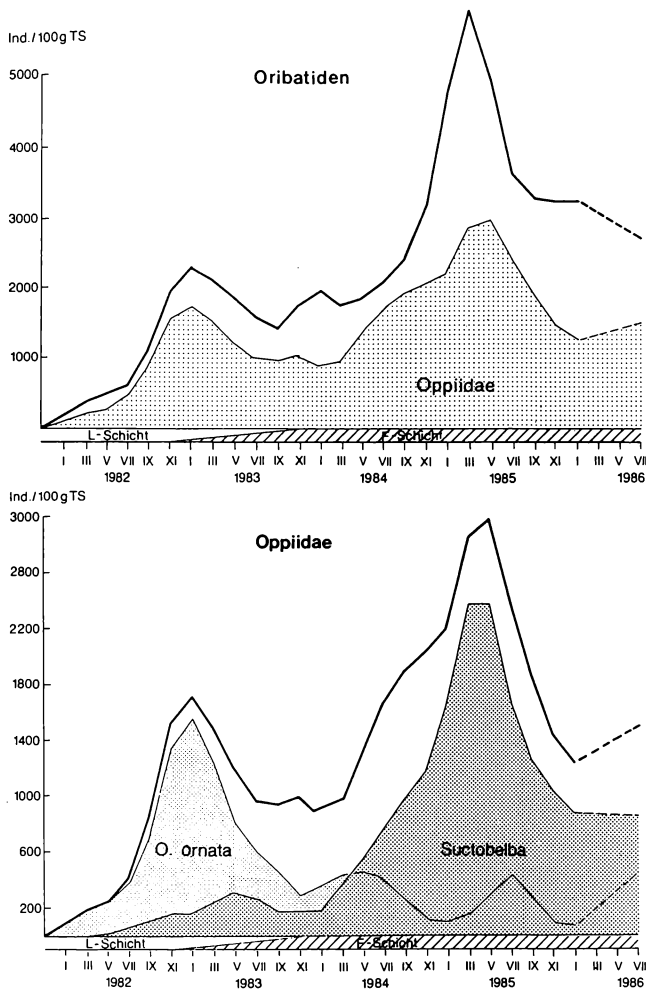 Ind./100g TS
Oribatiden
5000
4000
3000
2000
1000
Oppiidae
L-Schicht F-Schicht
I III V VII IX XI I III V VII IX XI I III V VII IX XI I III V VII IX XI I III V VII
1982 1983 1984 1985 1986
Ind./100g TS
3000
Oppiidae
2800
2200
1800
1400
1000
O. ornata Suctobelba
600
200
L-Schicht F-Schicht
I III V VII IX XI I III V VII IX XI I III V VII IX XI I III V VII IX XI I III V VII
1982 1983 1984 1985 1986